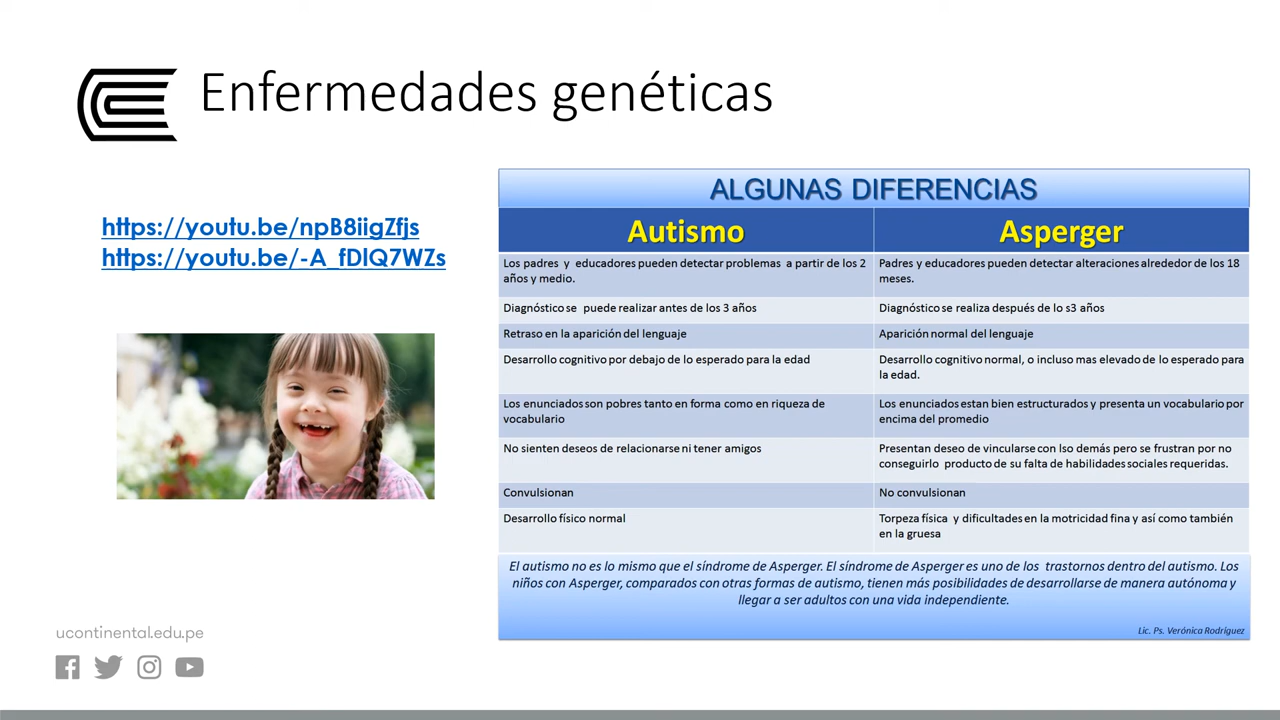 Enfermedades genéticas
https://youtu.be/npB8iigZfjs
https://youtu.be/-A_fDlQ7WZs
ALGUNAS DIFERENCIAS
Autismo
Asperger
Los padres y educadores pueden detectar problemas a partir de los 2
años y medio.
Padres y educadores pueden detectar alteraciones alrededor de los 18
meses.
Diagnóstico se puede realizar antes de los 3 años
Diagnóstico se realiza después de lo s3 años
Retraso en la aparición del lenguaje
Aparición normal del lenguaje
Desarrollo cognitivo por debajo de lo esperado para la edad
Desarrollo cognitivo normal, o incluso mas elevado de lo esperado para
la edad.
Los enunciados son pobres tanto en forma como en riqueza de
vocabulario
Los enunciados estan bien estructurados y presenta un vocabulario por
encima del promedio
No sienten deseos de relacionarse ni tener amigos
Presentan deseo de vincularse con lso demás pero se frustran por no
conseguirlo producto de su falta de habilidades sociales requeridas.
Convulsionan
No convulsionan
Desarrollo físico normal
Torpeza física y dificultades en la motricidad fina y así como también
en la gruesa
El autismo no es lo mismo que el síndrome de Asperger. El síndrome de Asperger es uno de los trastornos dentro del autismo. Los
niños con Asperger, comparados con otras formas de autismo, tienen más posibilidades de desarrollarse de manera autónoma y
llegar a ser adultos con una vida independiente.
Lic. Ps. Verónica Rodriguez
ucontinental.edu.pe